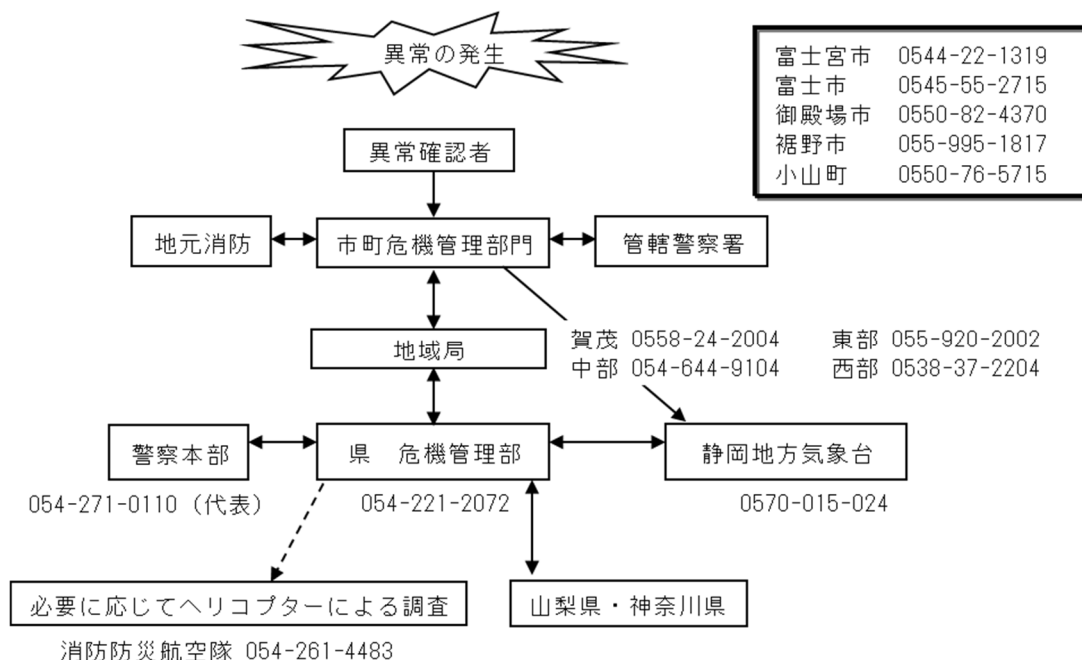 異常の発生
富士宮市 0544-22-1319
富士市 0545-55-2715
御殿場市 0550-82-4370
裾野市 055-995-1817
小山町 0550-76-5715
異常確認者
地元消防
市町危機管理部門
管轄警察署
地域局
賀茂 0558-24-2004 東部 055-920-2002
中部 054-644-9104 西部 0538-37-2204
警察本部
県 危機管理部
静岡地方気象台
054-271-0110（代表）
054-221-2072
0570-015-024
必要に応じてヘリコプターによる調査
山梨県・神奈川県
消防防災航空隊 054-261-4483